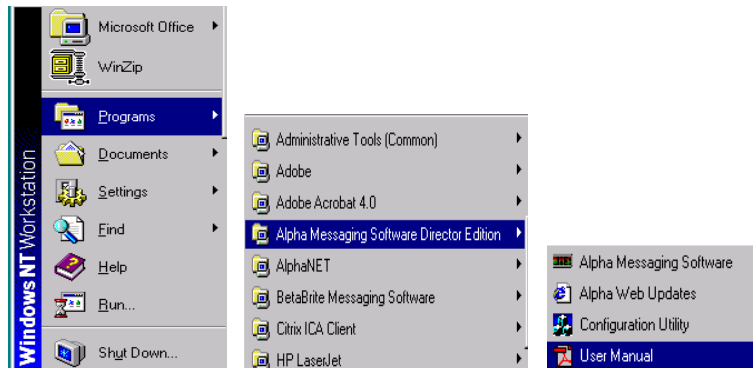 Microsoft Office
WinZip
Programs
Documents
Settings
Find
Help
Run...
Shut Down...
Windows NT Workstation
Administrative Tools (Common)
Adobe
Adobe Acrobat 4.0
Alpha Messaging Software Director Edition
AlphaNET
BetaBrite Messaging Software
Citrix ICA Client
HP LaserJet
Alpha Messaging Software
Alpha Web Updates
Configuration Utility
User Manual